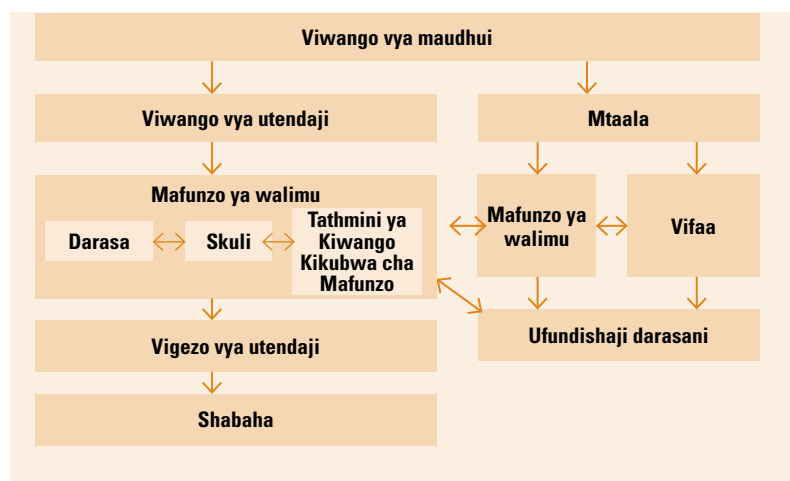 Viwango vya maudhui
Viwango vya utendaji
Mtaala
Mafunzo ya walimu
Darasa
Skuli
Tathmini ya
Kiwango
Kikubwa cha
Mafunzo
Mafunzo ya
walimu
Vifaa
Vigezo vya utendaji
Ufundishaji darasani
Shabaha